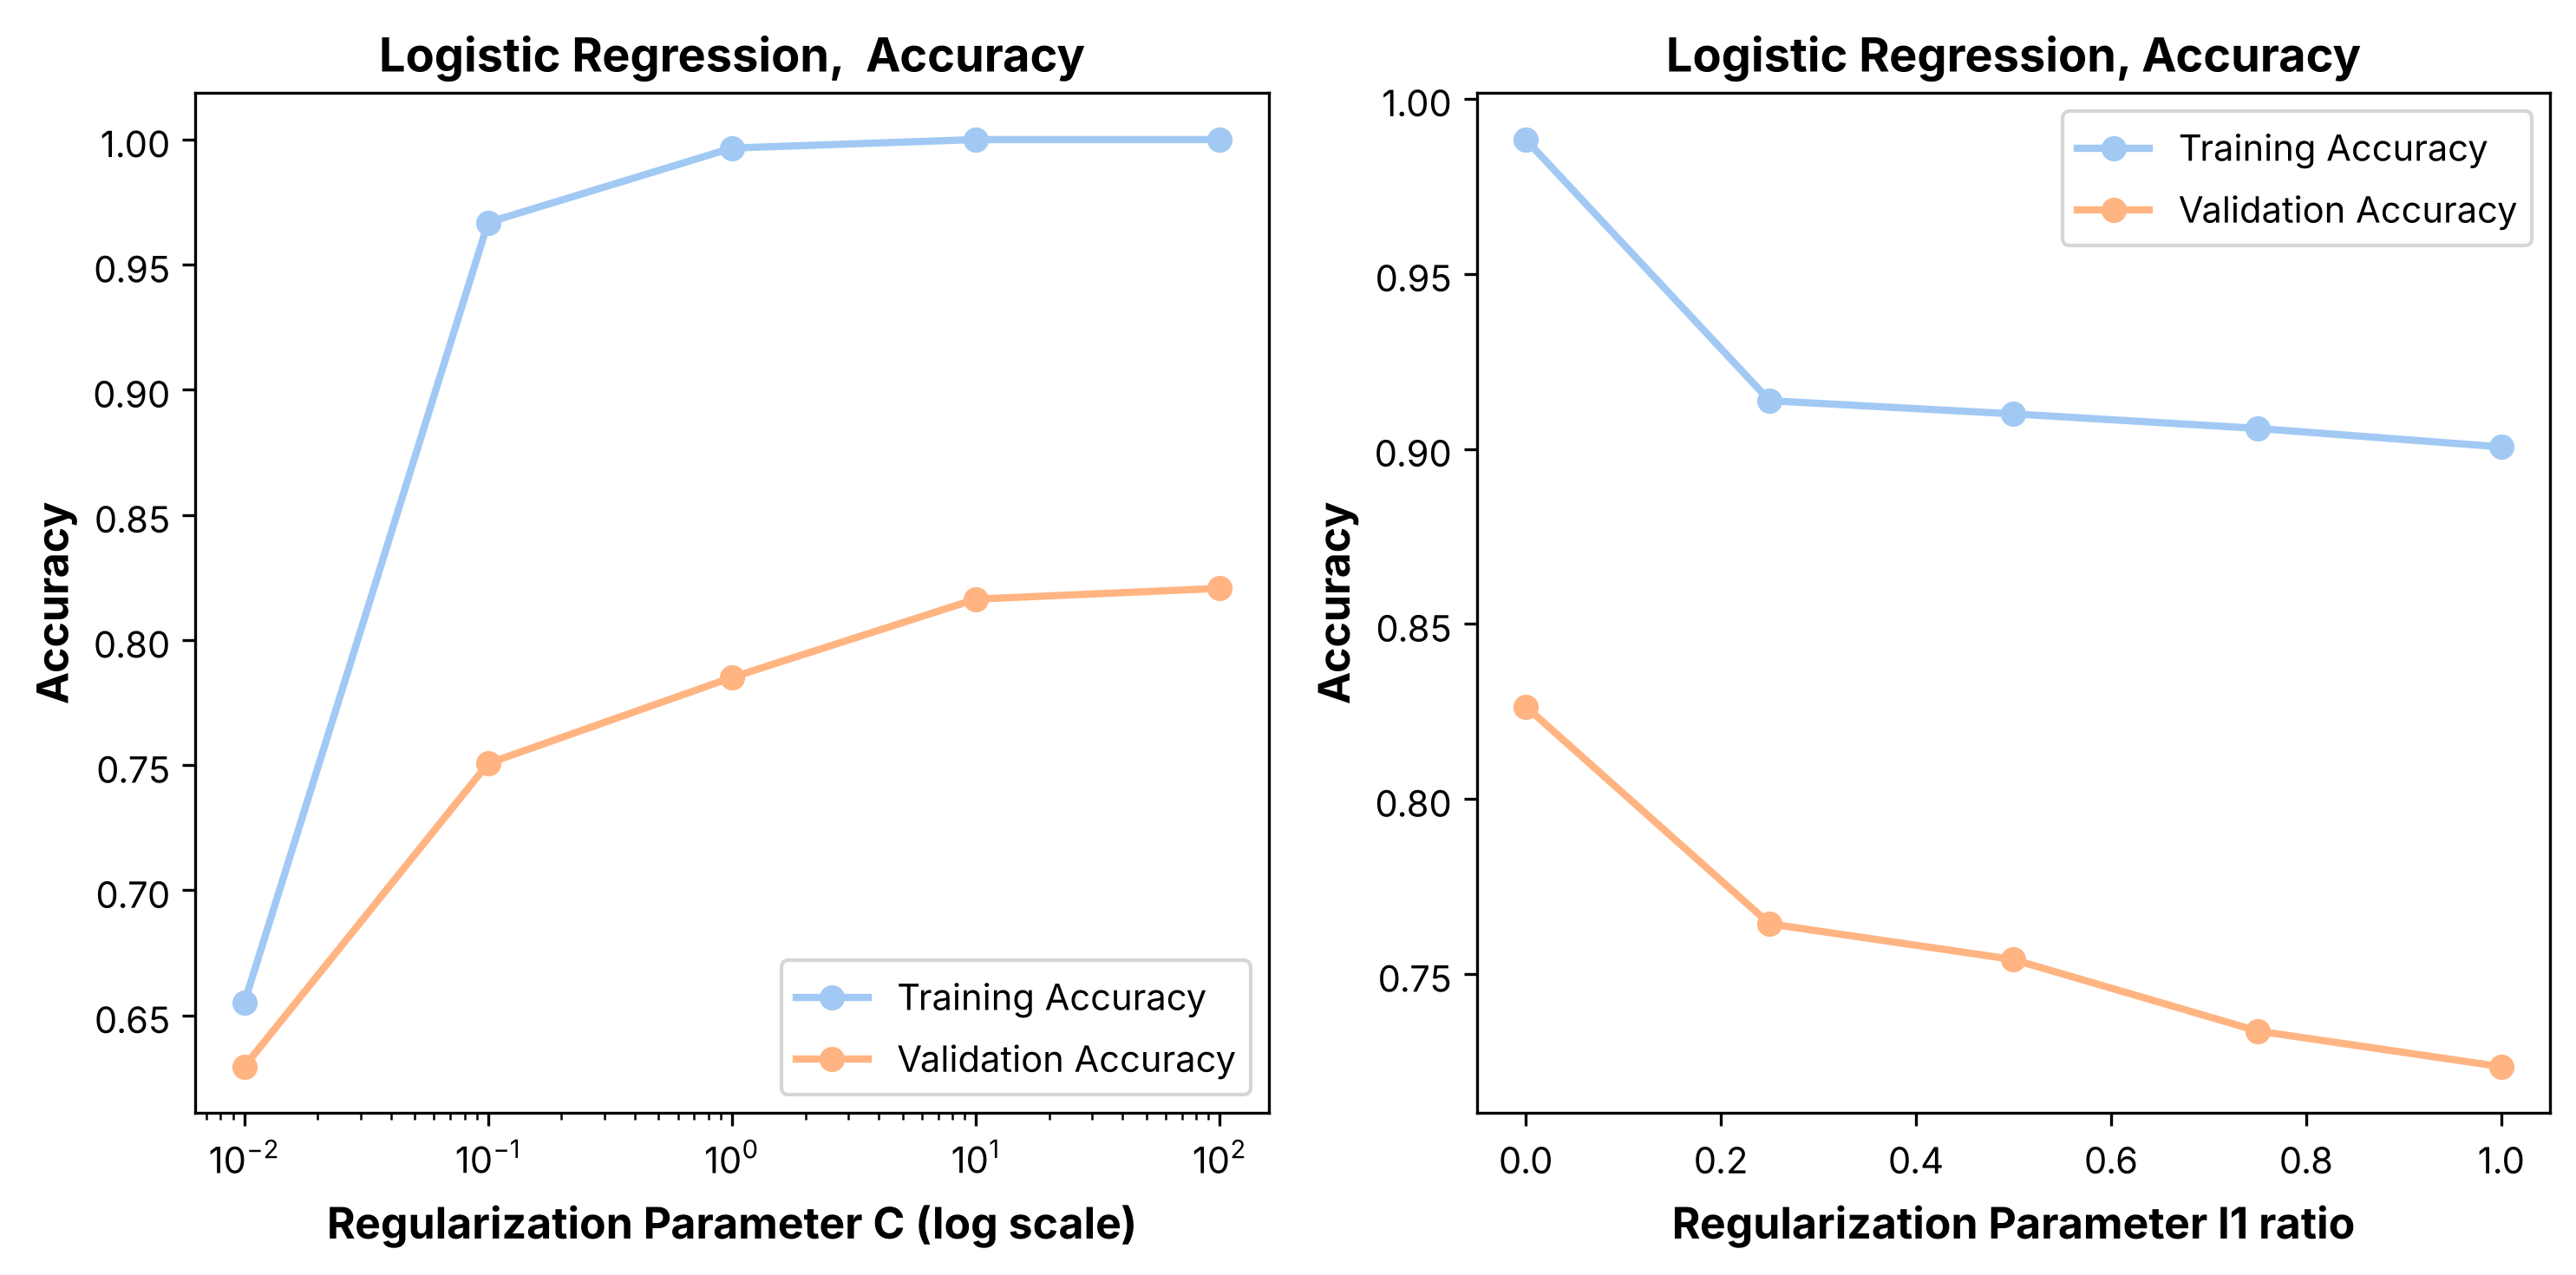 Logistic Regression,  Accuracy
1.00
0.95
0.90
0.85
0.80
0.75
0.70
0.65
Accuracy
10⁻²
10⁻¹
10⁰
10¹
10²
Regularization Parameter C (log scale)
Training Accuracy
Validation Accuracy
Logistic Regression, Accuracy
1.00
0.95
0.90
0.85
0.80
0.75
Accuracy
0.0
0.2
0.4
0.6
0.8
1.0
Regularization Parameter l1 ratio
Training Accuracy
Validation Accuracy